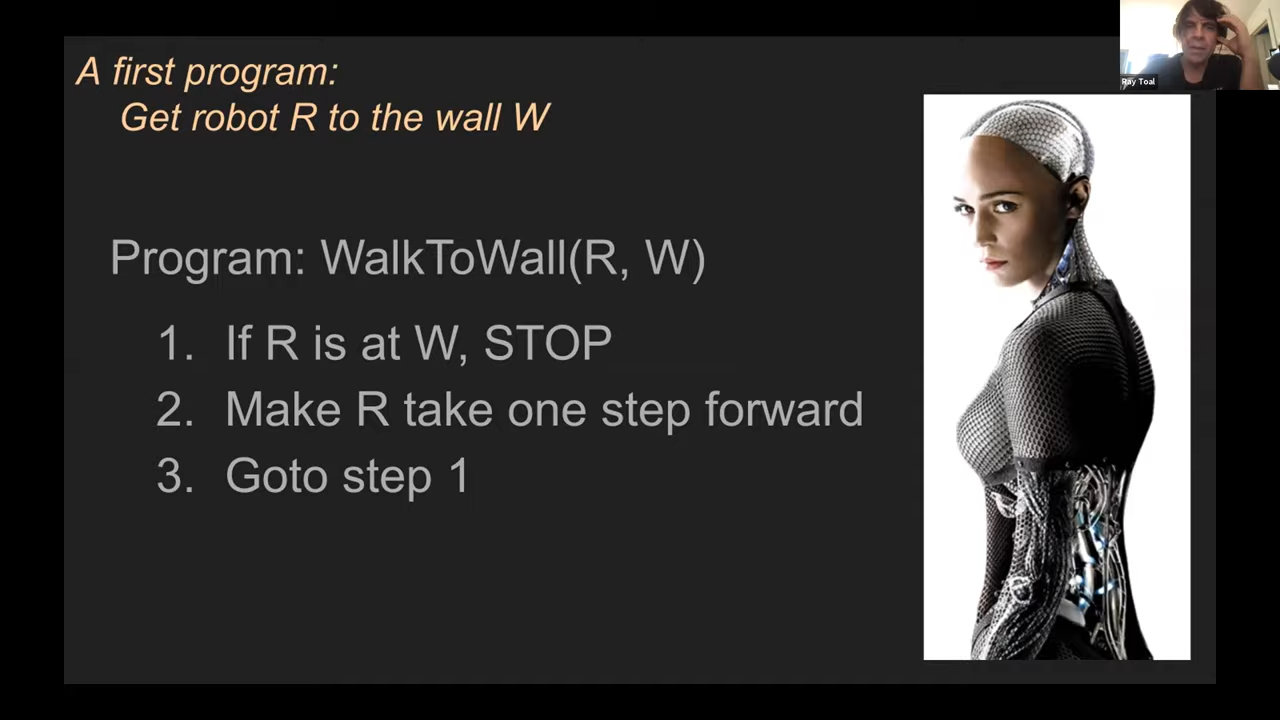 A first program:
Get robot R to the wall W
Program: WalkToWall(R, W)
1. If R is at W, STOP
2. Make R take one step forward
3. Goto step 1
Ray Toal